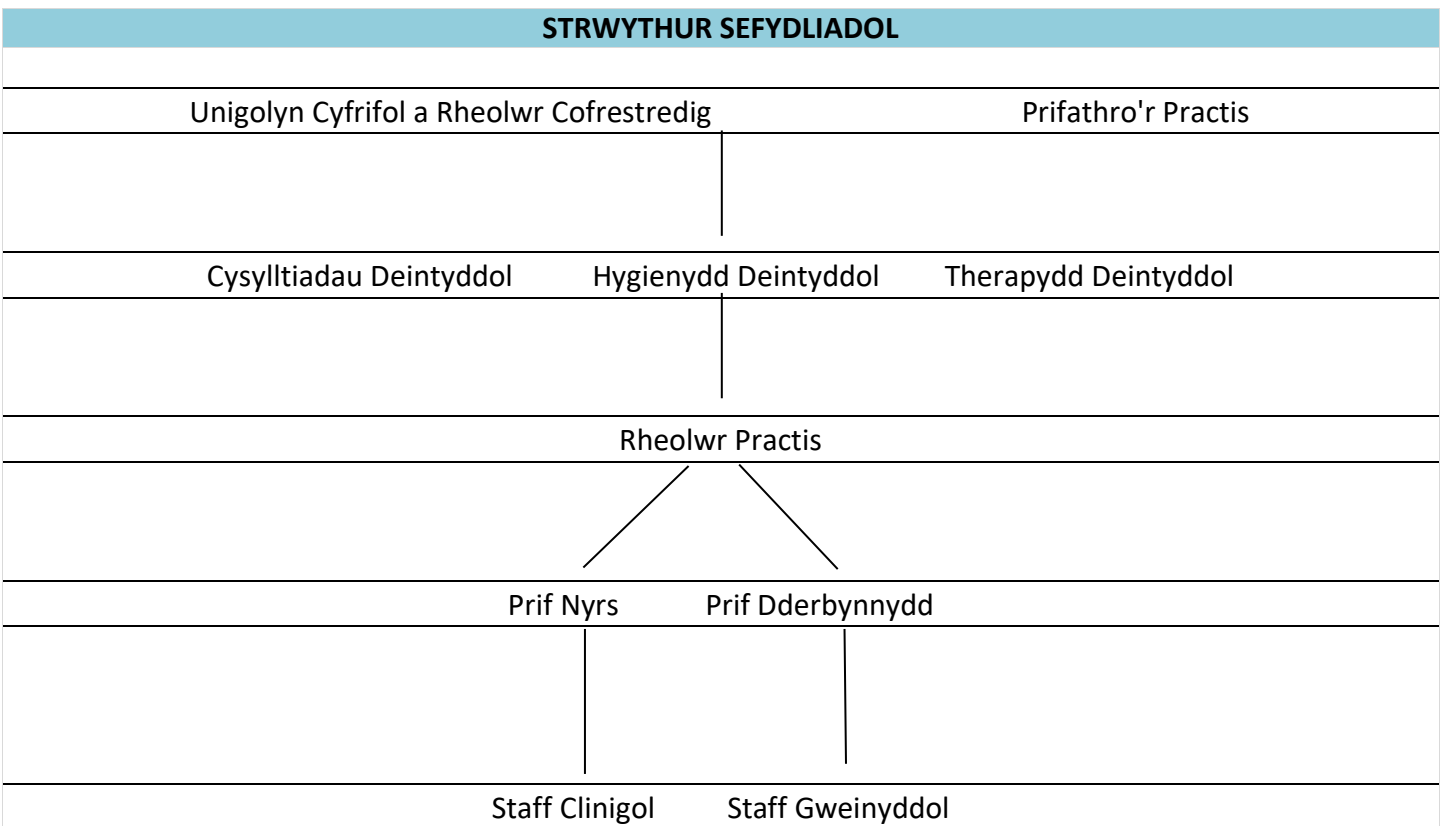 STRWYTHUR SEFYDLIADOL
Unigolyn Cyfrifol a Rheolwr Cofrestredig Prifathro'r Practis
Cysylltiadau Deintyddol Hygienydd Deintyddol Therapydd Deintyddol
Rheolwr Practis
Prif Nyrs Prif Dderbynnydd
Staff Clinigol Staff Gweinyddol